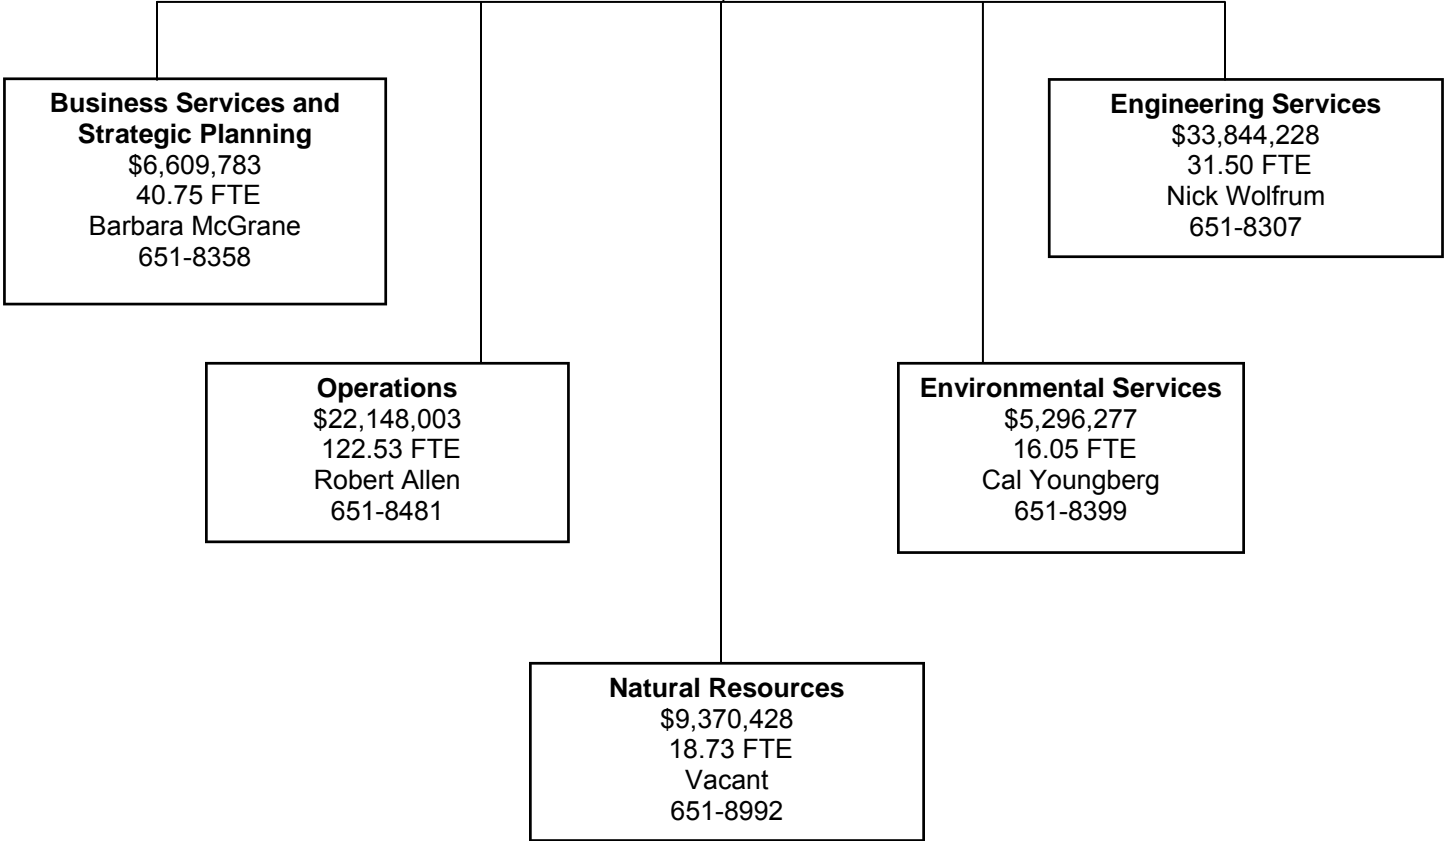 Business Services and
Strategic Planning
$6,609,783
40.75 FTE
Barbara McGrane
651-8358
Engineering Services
$33,844,228
31.50 FTE
Nick Wolfrum
651-8307
Operations
$22,148,003
122.53 FTE
Robert Allen
651-8481
Environmental Services
$5,296,277
16.05 FTE
Cal Youngberg
651-8399
Natural Resources
$9,370,428
18.73 FTE
Vacant
651-8992